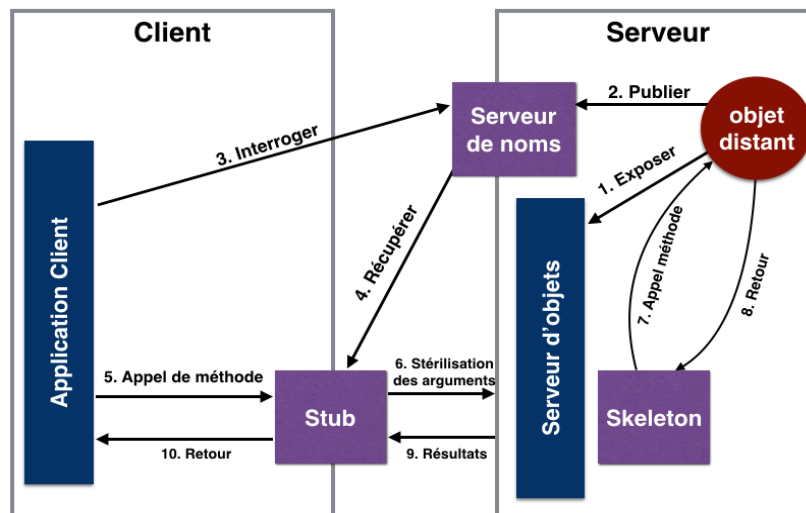 Client
Serveur
2. Publier
Serveur
de noms
objet
distant
3. Interroger
1. Exposer
4. Récupérer
Application Client
Serveur d'objets
7. Appel méthode
8. Retour
5. Appel de méthode
6. Stérilisation
des arguments
Stub
Skeleton
10. Retour
9. Résultats